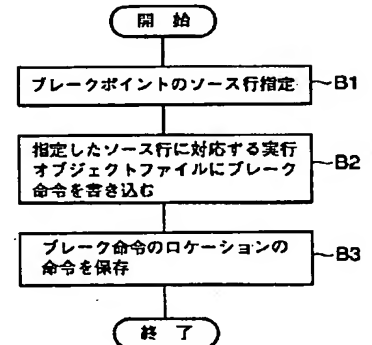 開 始
ブレークポイントのソース行指定
B1
指定したソース行に対応する実行
オブジェクトファイルにブレーク
命令を書き込む
B2
ブレーク命令のロケーションの
命令を保存
B3
終 了